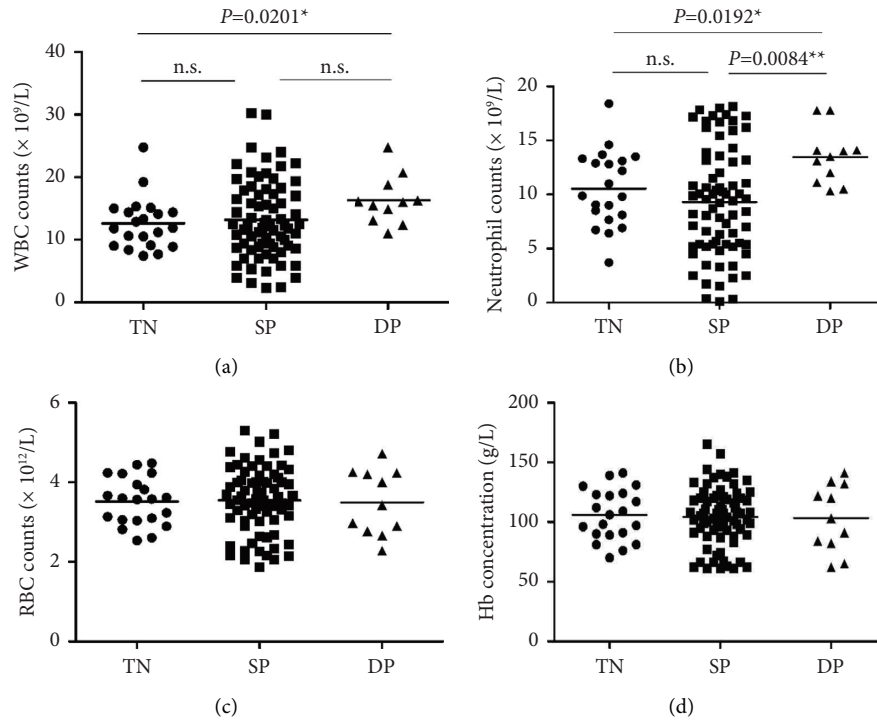 P=0.0201*
n.s.
n.s.
WBC counts (× 10⁹/L)
40
30
20
10
0
TN
SP
DP
(a)
P=0.0192*
n.s.
P=0.0084**
Neutrophil counts (× 10⁹/L)
20
15
10
5
0
TN
SP
DP
(b)
RBC counts (× 10¹²/L)
6
4
2
0
TN
SP
DP
(c)
Hb concentration (g/L)
200
150
100
50
0
TN
SP
DP
(d)